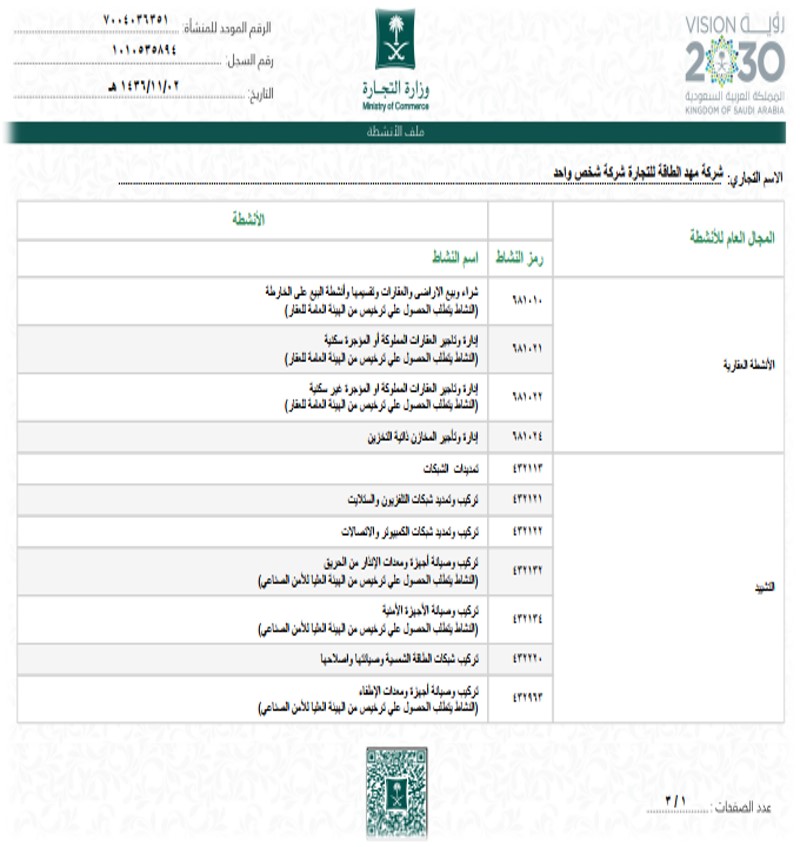 رؤية VISION
2030
المملكة العربية السعودية
KINGDOM OF SAUDI ARABIA
وزارة التجارة
Ministry of Commerce
الرقم الموحد للمنشأة: ٧٠٠٤٠٣٦٣٥١
رقم السجل: ١٠١٠٥٣٥٨٩٤
التاريخ: ١٤٣٦/١١/٠٢ هـ
ملف الأنشطة
الاسم التجاري: شركة مهد الطاقة للتجارة شركة شخص واحد
المجال العام للأنشطة
الأنشطة
رمز النشاط
اسم النشاط
الأنشطة العقارية
٦٨١٠١٠
شراء وبيع الاراضى والعقارات وتقسيمها وأنشطة البيع على الخارطة
(النشاط يتطلب الحصول علي ترخيص من الهيئة العامة للعقار)
٦٨١٠٢١
إدارة وتاجير العقارات المملوكة أو الموجرة سكنية
(النشاط يتطلب الحصول علي ترخيص من الهيئة العامة للعقار)
٦٨١٠٢٢
إدارة وتاجير العقارات المملوكة او الموجرة غير سكنية
(النشاط يتطلب الحصول علي ترخيص من الهيئة العامة للعقار)
٦٨١٠٢٤
إدارة وتأجير المخازن ذاتية التخزين
التشييد
٤٣٢١١٣
تمديدات الشبكات
٤٣٢١٢١
تركيب وتمديد شبكات التلفزيون والستلايت
٤٣٢١٢٢
تركيب وتمديد شبكات الكمبيوتر والاتصالات
٤٣٢١٣٢
تركيب وصيانة أجهزة ومعدات الإنذار من الحريق
(النشاط يتطلب الحصول علي ترخيص من الهيئة العليا للأمن الصناعي)
٤٣٢١٣٤
تركيب وصيانة الأجهزة الأمنية
(النشاط يتطلب الحصول علي ترخيص من الهيئة العليا للأمن الصناعي)
٤٣٢٢٢٠
تركيب شبكات الطاقة الشمسية وصيانتها واصلاحها
٤٣٢٩٦٣
تركيب وصيانة أجهزة ومعدات الإطفاء
(النشاط يتطلب الحصول علي ترخيص من الهيئة العليا للأمن الصناعي)
عدد الصفحات: ٣/١